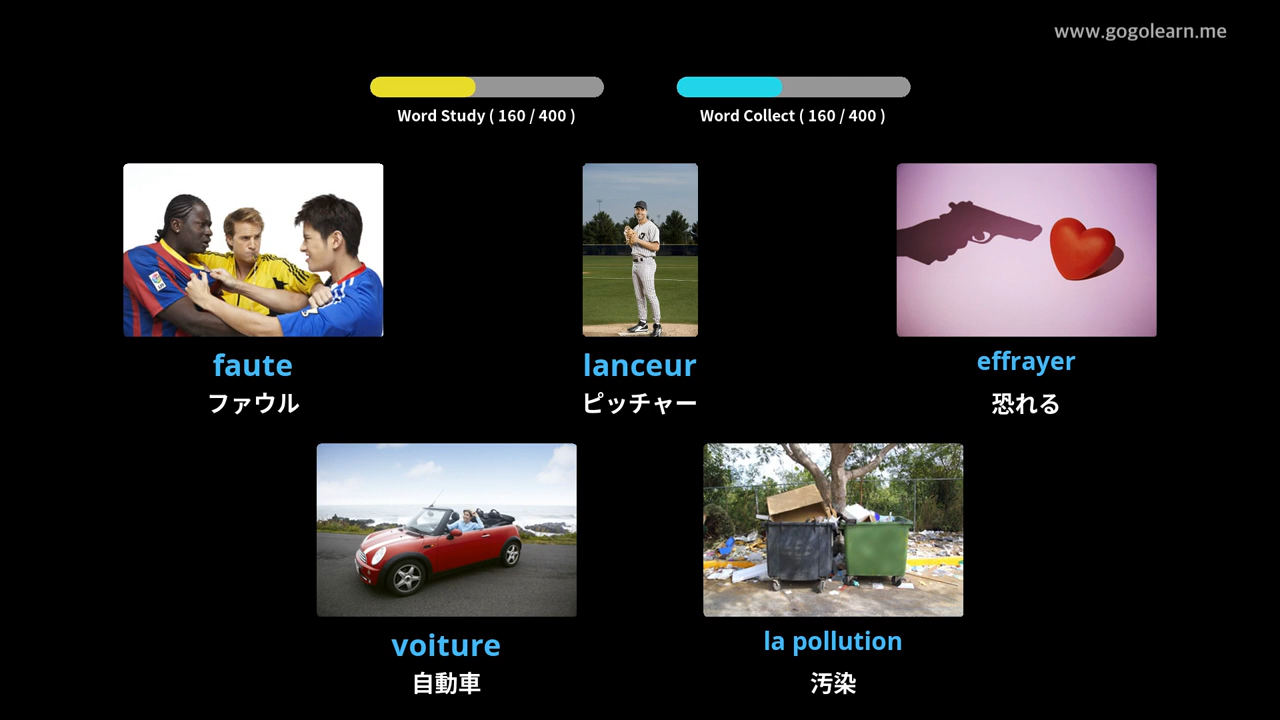 www.gogolearn.me
Word Study ( 160 / 400 )
Word Collect ( 160 / 400 )
faute
ファウル
lanceur
ピッチャー
effrayer
恐れる
voiture
自動車
la pollution
汚染